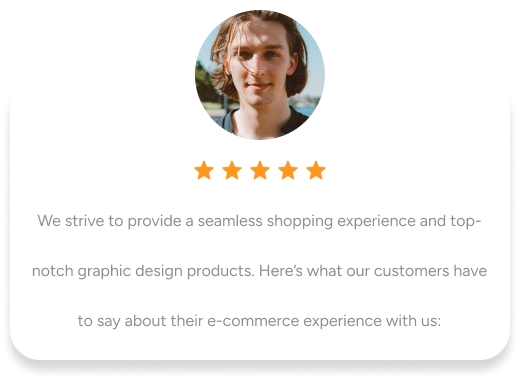 We strive to provide a seamless shopping experience and top-
notch graphic design products. Here’s what our customers have
to say about their e-commerce experience with us: